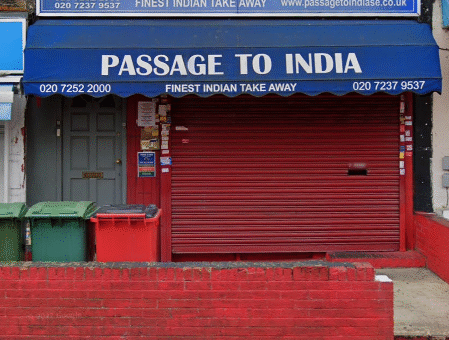 020 7237 9537
FINEST INDIAN TAKE AWAY
www.passagetoindiase.co.uk
PASSAGE TO INDIA
020 7252 2000
FINEST INDIAN TAKE AWAY
020 7237 9537